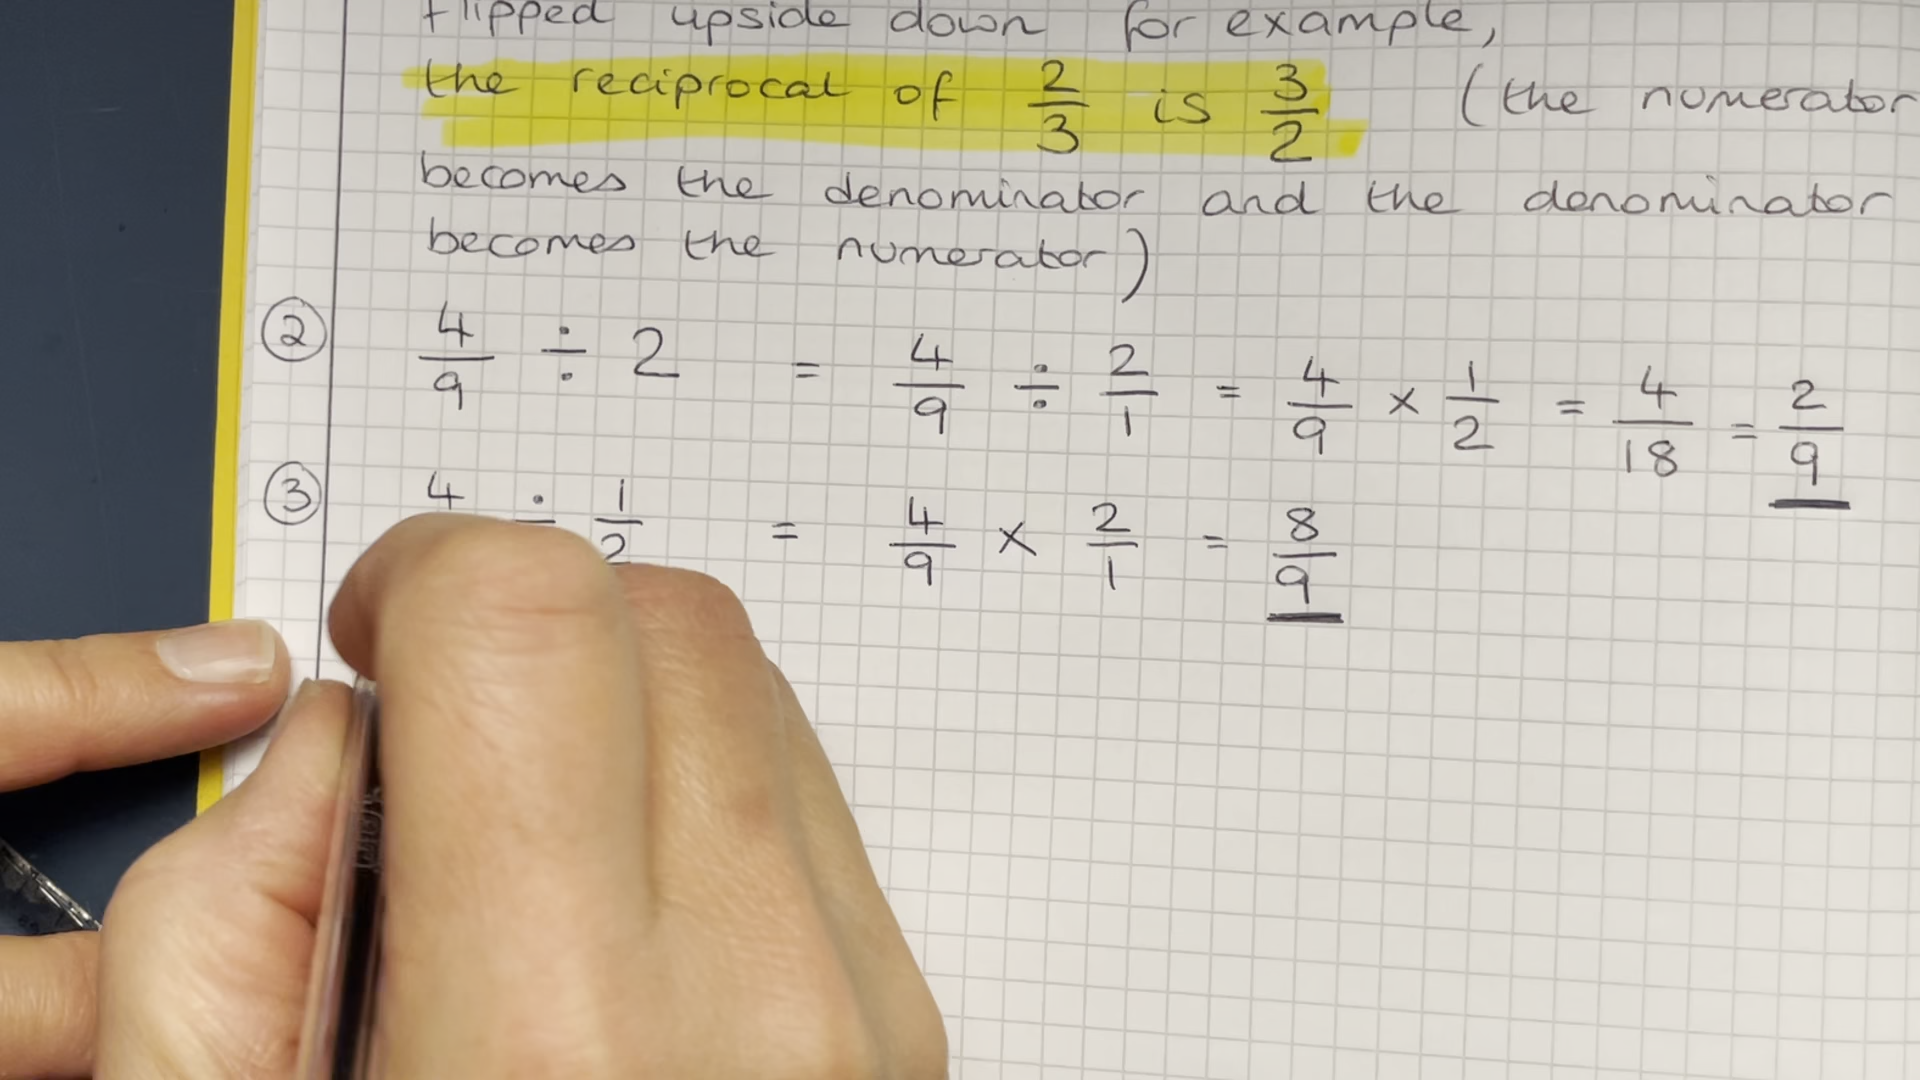 flipped upside down for example,
the reciprocal of 2/3 is 3/2 (the numerator
becomes the denominator and the denominator
becomes the numerator)
② 4/9 ÷ 2 = 4/9 ÷ 2/1 = 4/9 × 1/2 = 4/18 = 2/9
③ 4 ÷ 1/2 = 4/9 × 2/1 = 8/9